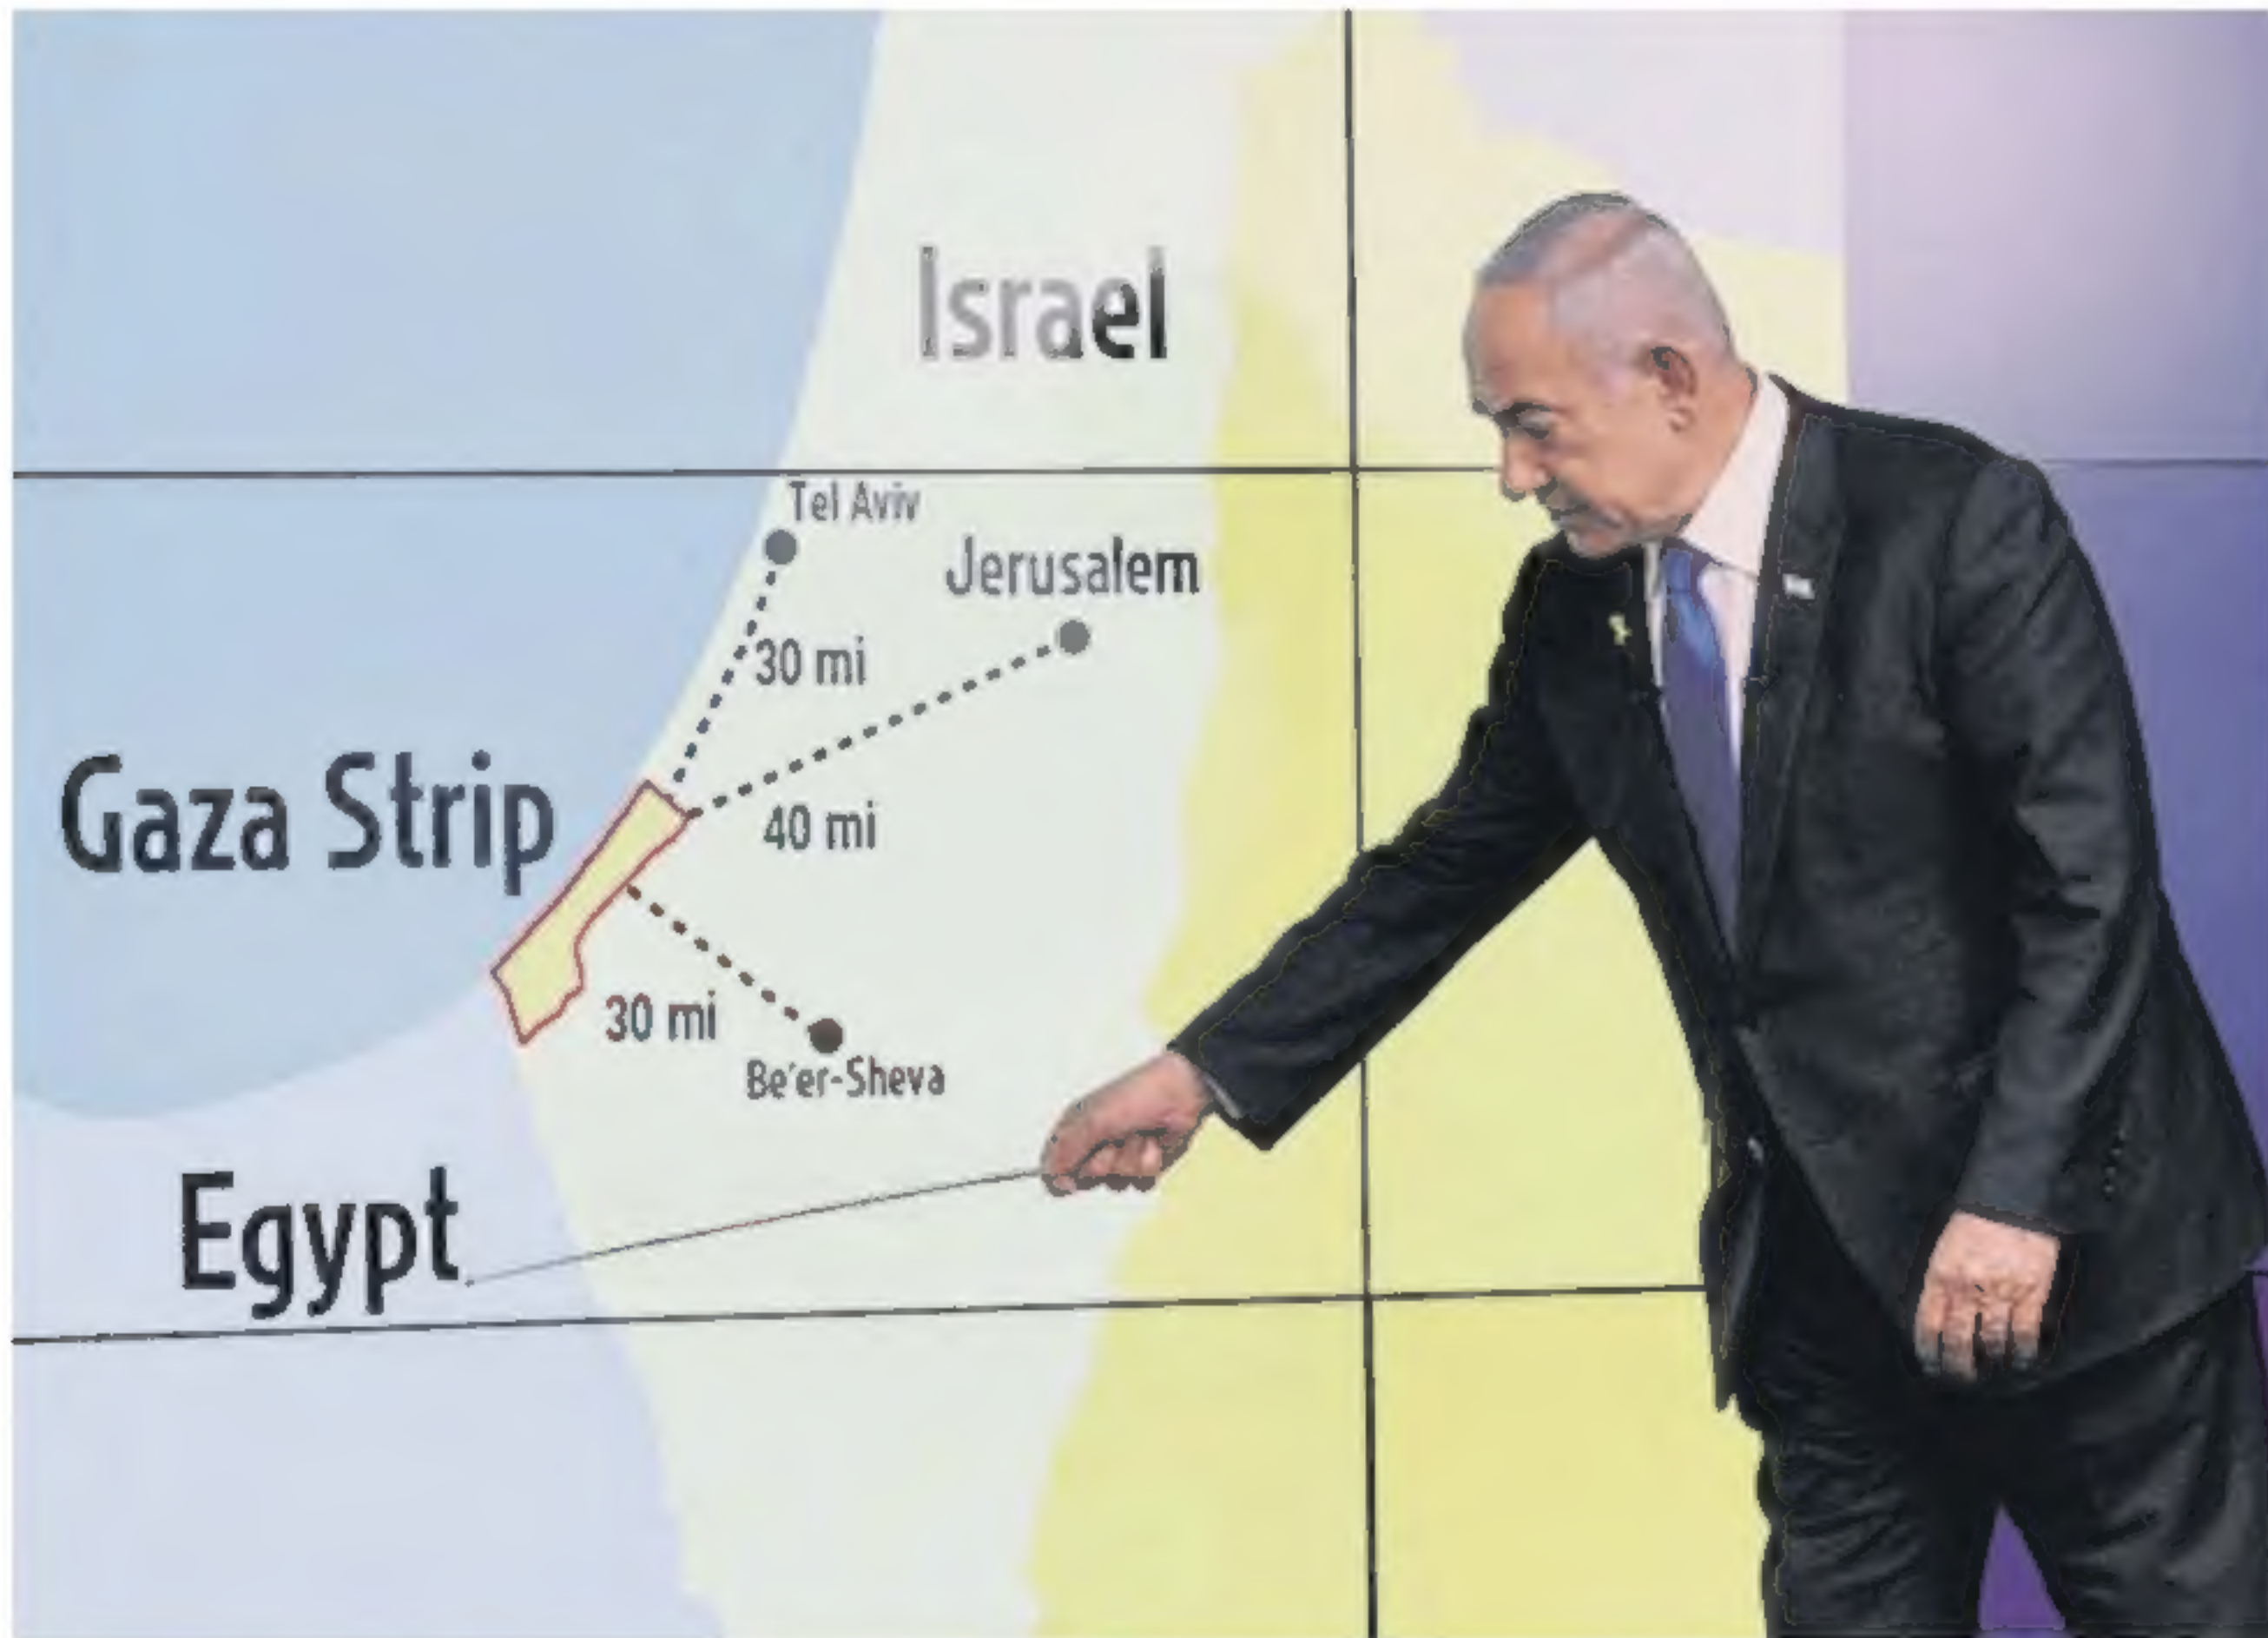 Israel
Tel Aviv
Jerusalem
30 mi
Gaza Strip
40 mi
30 mi
Be'er-Sheva
Egypt